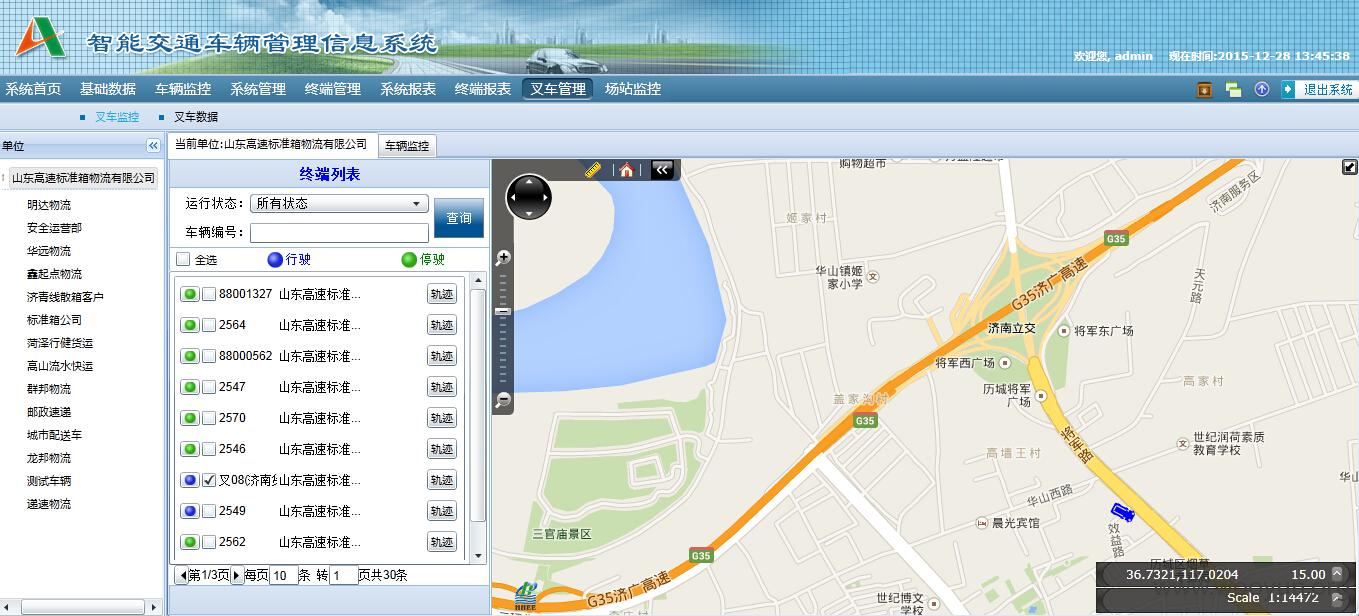 智能交通车辆管理信息系统
欢迎您, admin 现在时间:2015-12-28 13:45:38
系统首页 基础数据 车辆监控 系统管理 终端管理 系统报表 终端报表 叉车管理 场站监控 退出系统
叉车监控 叉车数据
单位
当前单位:山东高速标准箱物流有限公司 车辆监控
山东高速标准箱物流有限公司
明达物流
安全运营部
华远物流
鑫起点物流
济青线散箱客户
标准箱公司
菏泽行健货运
高山流水快运
群邦物流
邮政速递
城市配送车
龙邦物流
测试车辆
递速物流
终端列表
运行状态: 所有状态
查询
车辆编号:
全选 行驶 停驶
88001327 山东高速标准... 轨迹
2564 山东高速标准... 轨迹
88000562 山东高速标准... 轨迹
2547 山东高速标准... 轨迹
2570 山东高速标准... 轨迹
2546 山东高速标准... 轨迹
叉08(济南 山东高速标准... 轨迹
2549 山东高速标准... 轨迹
2562 山东高速标准... 轨迹
第1/3页 每页 10 条 转 1 页共30条
购物超市
姬家村
济南服务区
G35
华山镇姬
家小学
G35济广高速
天元路
济南立交
将军东广场
将军西广场
历城将军
广场
高家村
盖家沟村
G35
将军路
世纪润荷素质
教育学校
高墙王村
华山
华山西路
晨光宾馆
效益路
三官庙景区
G35
G35济广高速
HHEE
世纪博文
学校
36.7321,117.0204 15.00
Scale 1:14472